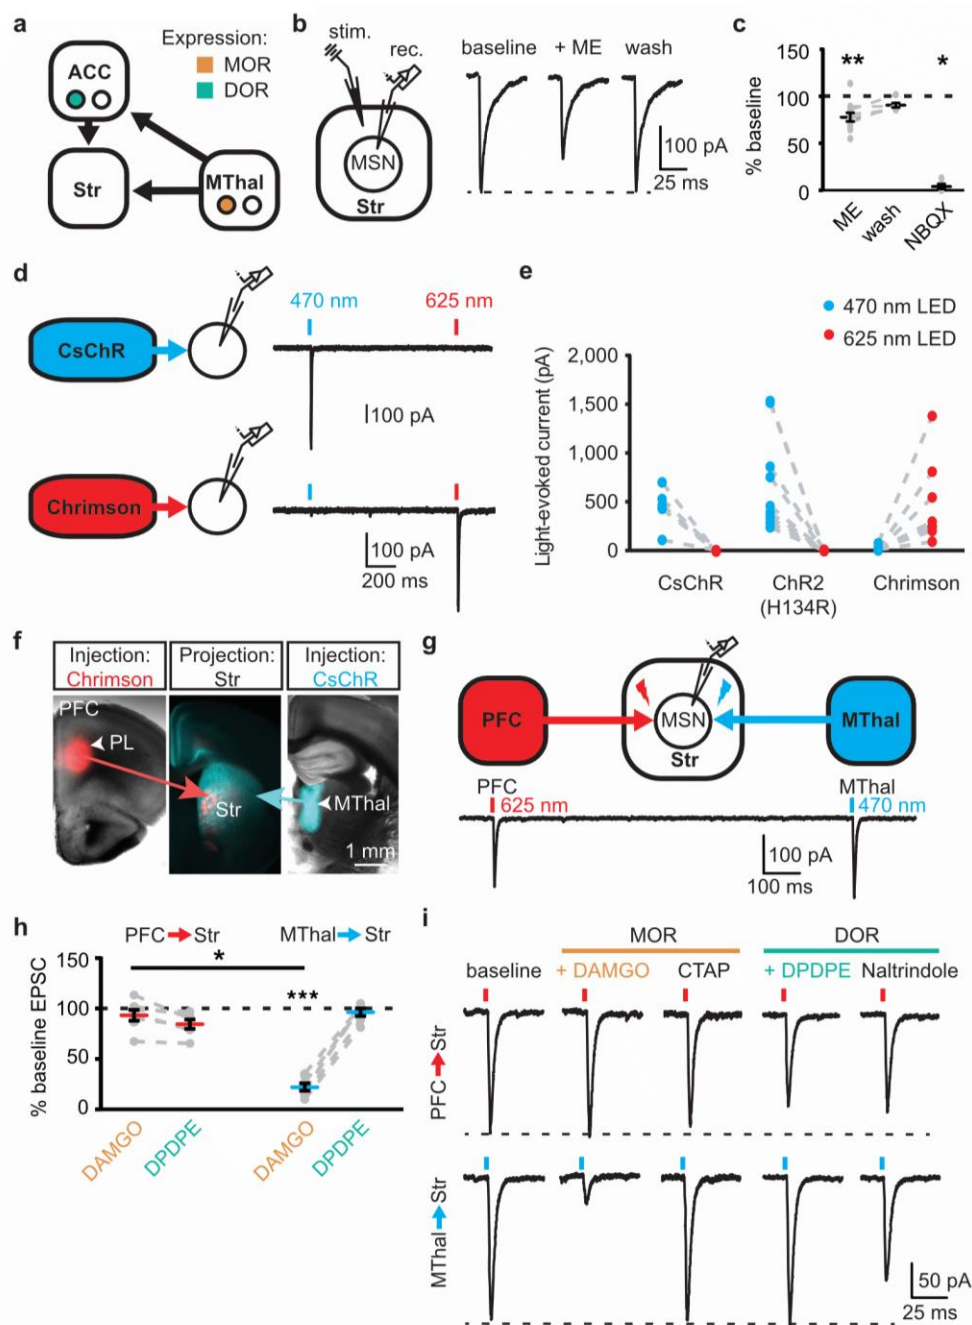 a
Expression:
MOR
DOR
ACC
Str
MThal
b
stim.
rec.
MSN
Str
baseline
+ ME
wash
100 pA
25 ms
c
% baseline
150
100
50
0
**
*
ME
wash
NBQX
d
CsChR
470 nm
625 nm
100 pA
Chrimson
100 pA
200 ms
e
470 nm LED
625 nm LED
Light-evoked current (pA)
2,000
1,500
1,000
500
0
CsChR
ChR2
(H134R)
Chrimson
f
Injection:
Chrimson
Projection:
Str
Injection:
CsChR
PFC
PL
Str
MThal
1 mm
g
PFC
MSN
Str
MThal
PFC
625 nm
MThal
470 nm
100 pA
100 ms
h
PFC
Str
MThal
Str
% baseline EPSC
150
100
50
0
*
***
DAMGO
DPDPE
DAMGO
DPDPE
i
MOR
DOR
baseline
+ DAMGO
CTAP
+ DPDPE
Naltrindole
PFC
Str
MThal
Str
50 pA
25 ms